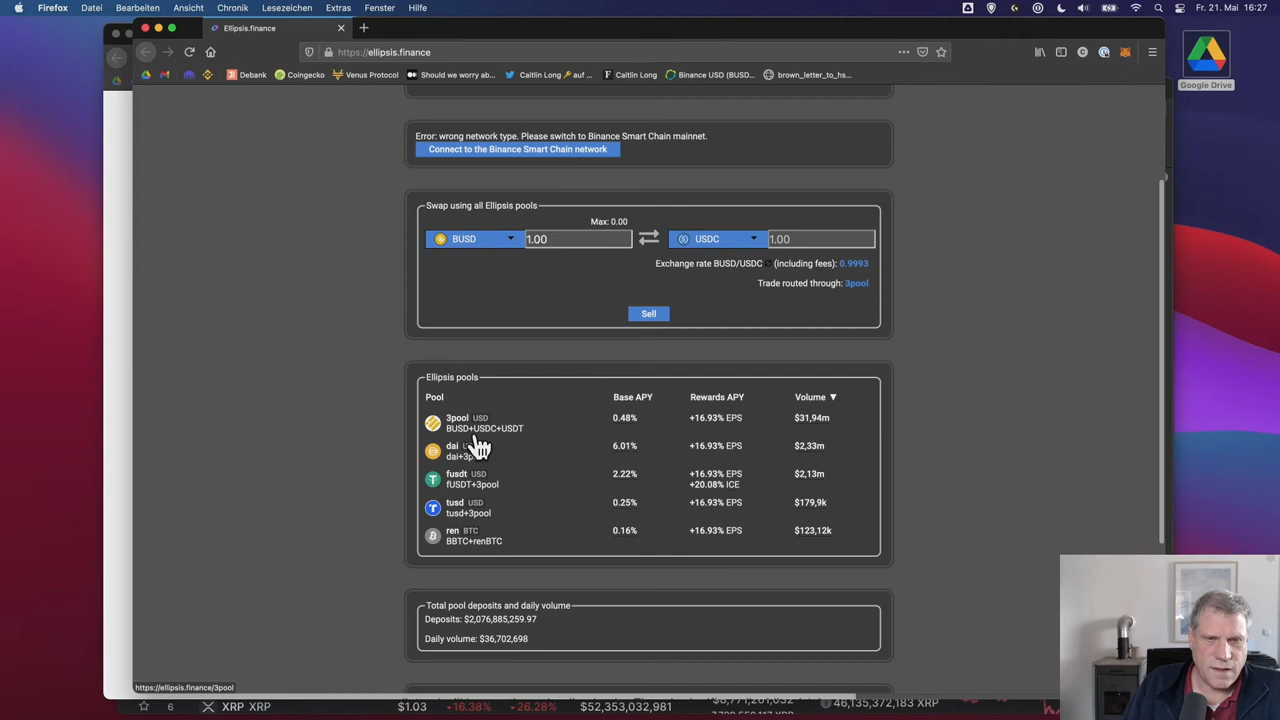 Firefox Datei Bearbeiten Ansicht Chronik Lesezeichen Extras Fenster Hilfe Fr. 21. Mai 16:27
Ellipsis.finance
https://ellipsis.finance
Debank Coingecko Venus Protocol Should we worry ab... Caitlin Long auf ... Caitlin Long Binance USD (BUSD... brown_letter_to_hs...
Google Drive
Error: wrong network type. Please switch to Binance Smart Chain mainnet.
Connect to the Binance Smart Chain network
Swap using all Ellipsis pools
Max: 0.00
BUSD 1.00 USDC 1.00
Exchange rate BUSD/USDC (including fees): 0.9993
Trade routed through: 3pool
Sell
Ellipsis pools
Pool Base APY Rewards APY Volume ▼
3pool USD 0.48% +16.93% EPS $31,94m
BUSD+USDC+USDT
dai 6.01% +16.93% EPS $2,33m
fusdt USD 2.22% +16.93% EPS $2,13m
fUSDT+3pool +20.08% ICE
tusd USD 0.25% +16.93% EPS $179,9k
tusd+3pool
ren BTC 0.16% +16.93% EPS $123,12k
BBTC+renBTC
Total pool deposits and daily volume
Deposits: $2,076,885,259.97
Daily volume: $36,702,698
https://ellipsis.finance/3pool
6 XRP XRP $1.03 16.38% 26.28% $52,353,032,981 46,135,372,183 XRP